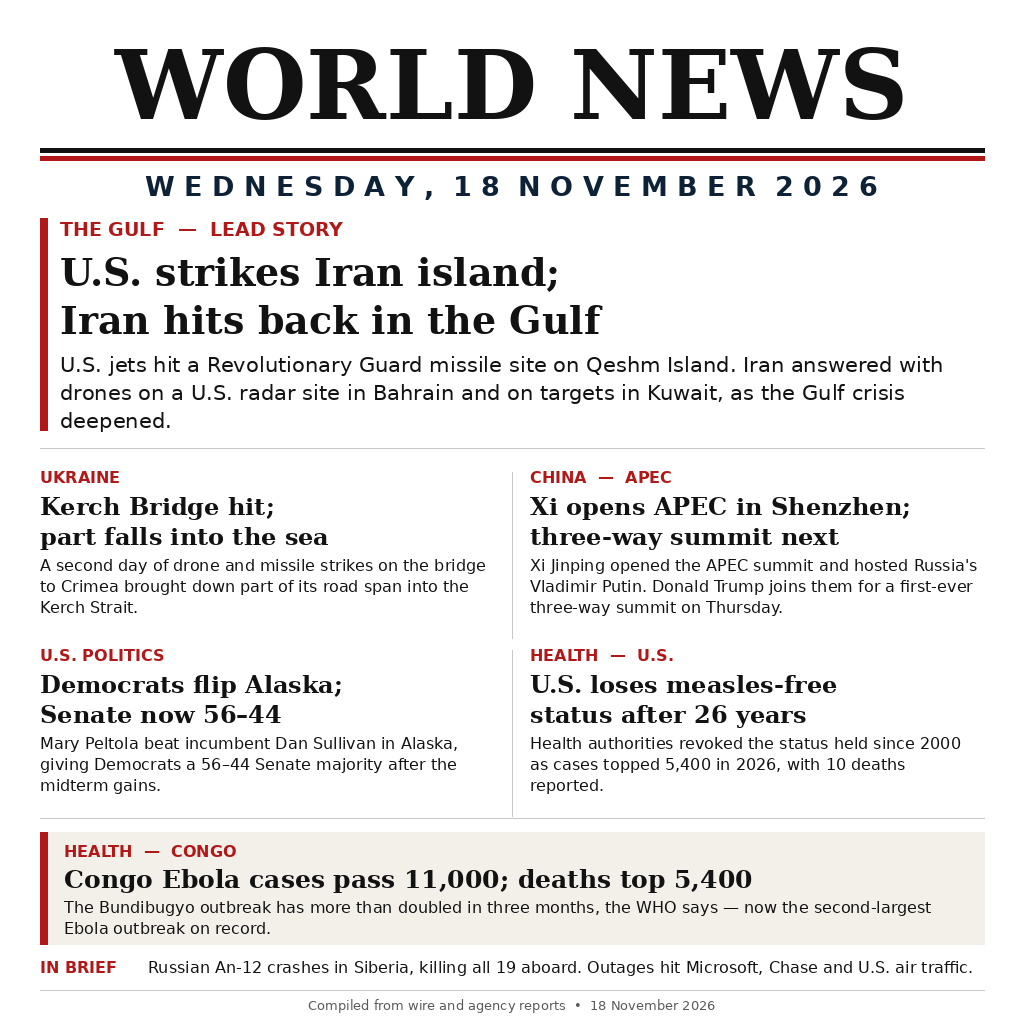 WORLD NEWS
WEDNESDAY, 18 NOVEMBER 2026
THE GULF — LEAD STORY
U.S. strikes Iran island;
Iran hits back in the Gulf
U.S. jets hit a Revolutionary Guard missile site on Qeshm Island. Iran answered with
drones on a U.S. radar site in Bahrain and on targets in Kuwait, as the Gulf crisis
deepened.
UKRAINE
Kerch Bridge hit;
part falls into the sea
A second day of drone and missile strikes on the bridge
to Crimea brought down part of its road span into the
Kerch Strait.
CHINA — APEC
Xi opens APEC in Shenzhen;
three-way summit next
Xi Jinping opened the APEC summit and hosted Russia's
Vladimir Putin. Donald Trump joins them for a first-ever
three-way summit on Thursday.
U.S. POLITICS
Democrats flip Alaska;
Senate now 56–44
Mary Peltola beat incumbent Dan Sullivan in Alaska,
giving Democrats a 56–44 Senate majority after the
midterm gains.
HEALTH — U.S.
U.S. loses measles-free
status after 26 years
Health authorities revoked the status held since 2000
as cases topped 5,400 in 2026, with 10 deaths
reported.
HEALTH — CONGO
Congo Ebola cases pass 11,000; deaths top 5,400
The Bundibugyo outbreak has more than doubled in three months, the WHO says — now the second-largest
Ebola outbreak on record.
IN BRIEF Russian An-12 crashes in Siberia, killing all 19 aboard. Outages hit Microsoft, Chase and U.S. air traffic.
Compiled from wire and agency reports • 18 November 2026